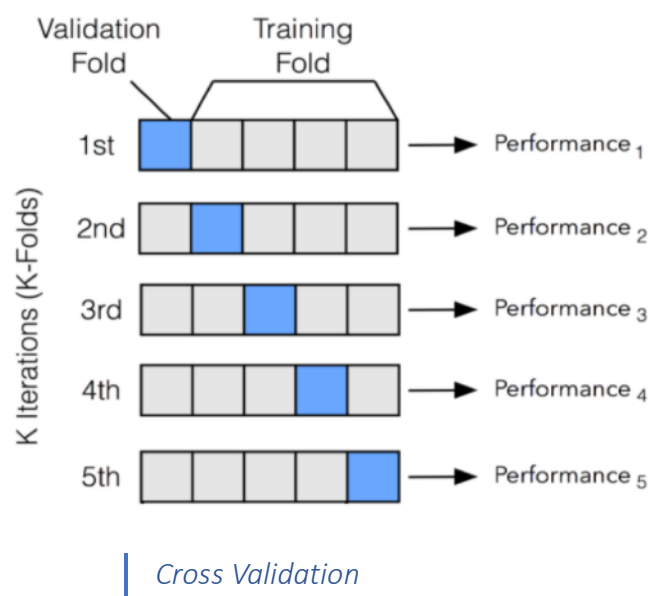 Validation
Fold
Training
Fold
K Iterations (K-Folds)
1st
Performance 1
2nd
Performance 2
3rd
Performance 3
4th
Performance 4
5th
Performance 5
Cross Validation